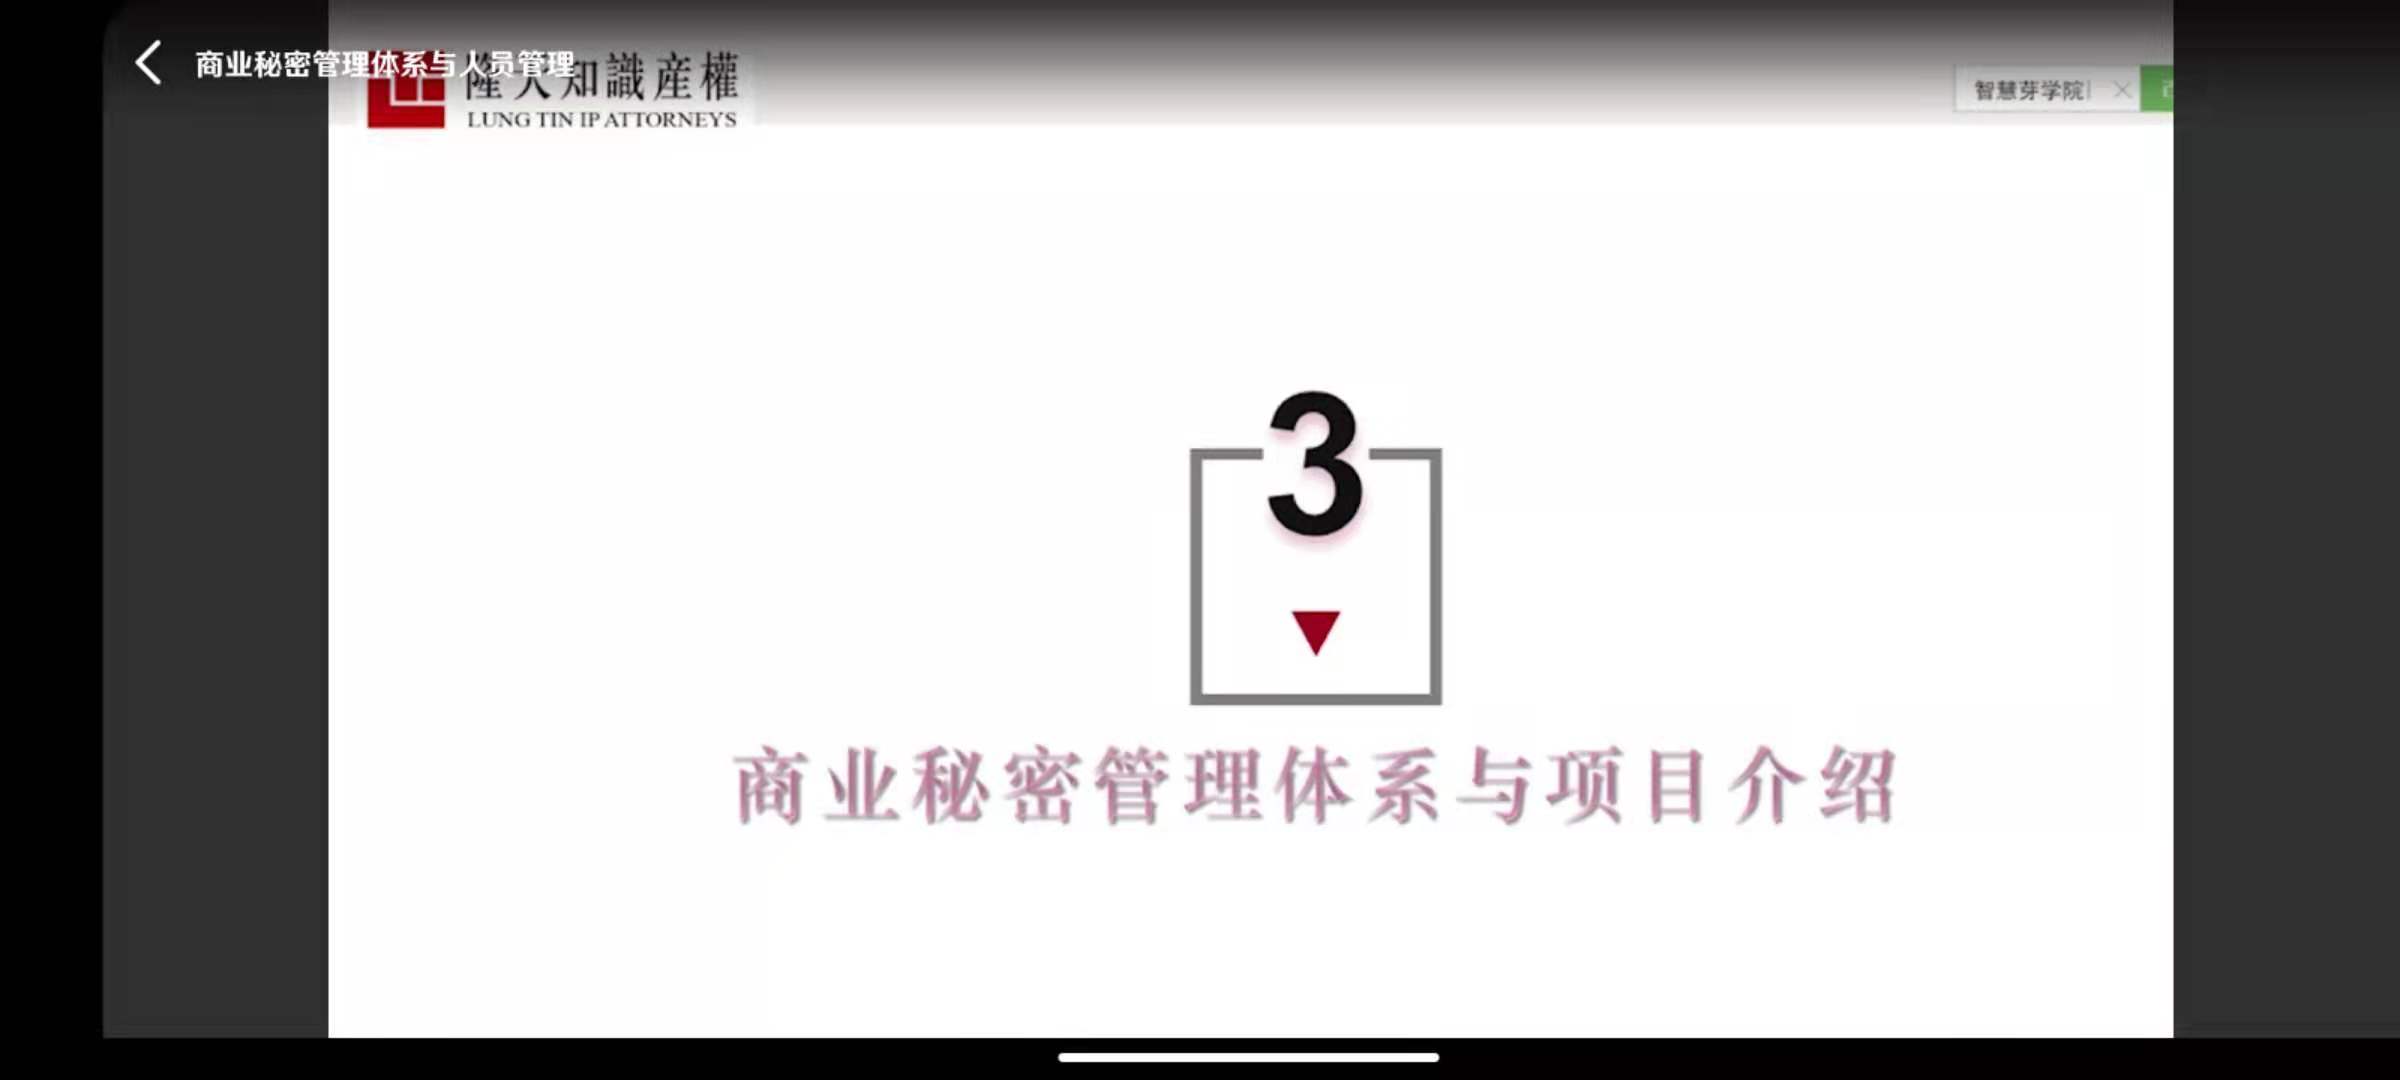 商业秘密管理体系与人员管理
隆天知識産權
LUNG TIN IP ATTORNEYS
智慧芽学院
3
商业秘密管理体系与项目介绍